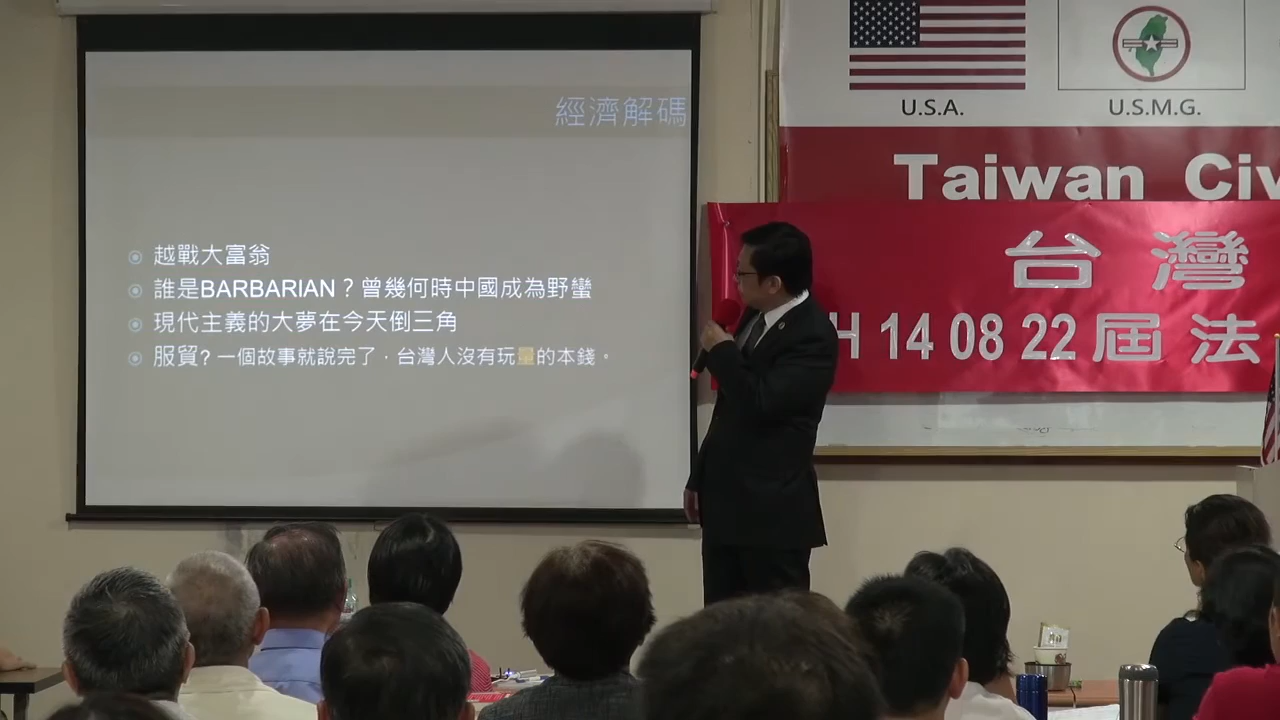 經濟解碼
越戰大富翁
誰是BARBARIAN？曾幾何時中國成為野蠻
現代主義的大夢在今天倒三角
服貿? 一個故事就說完了，台灣人沒有玩
的本錢。
U.S.A.
U.S.M.G.
Taiwan Civ
台灣
H 14 08 22 屆 法